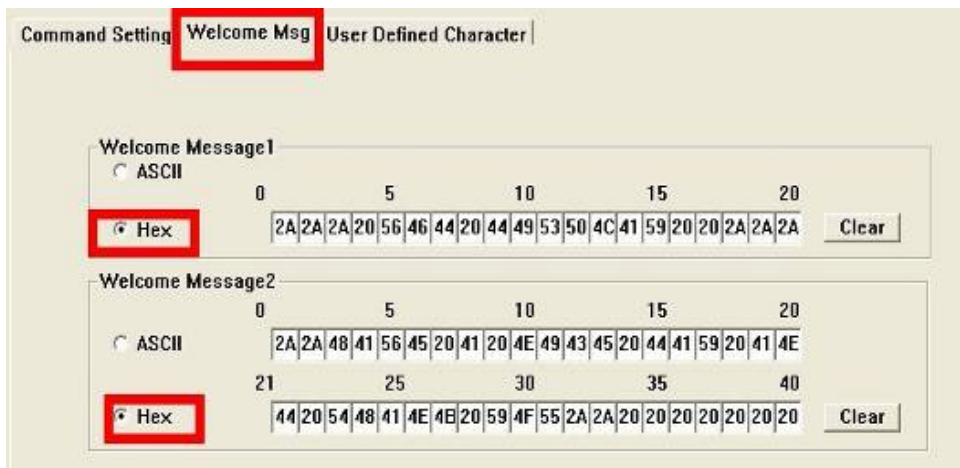 Command Setting Welcome Msg User Defined Character
Welcome Message1
ASCII
0 5 10 15 20
Hex 2A 2A 2A 20 56 46 44 20 44 49 53 50 4C 41 59 20 20 2A 2A 2A Clear
Welcome Message2
0 5 10 15 20
ASCII 2A 2A 48 41 56 45 20 41 20 4E 49 43 45 20 44 41 59 20 41 4E
21 25 30 35 40
Hex 44 20 54 48 41 4E 4B 20 59 4F 55 2A 2A 20 20 20 20 20 20 20 Clear